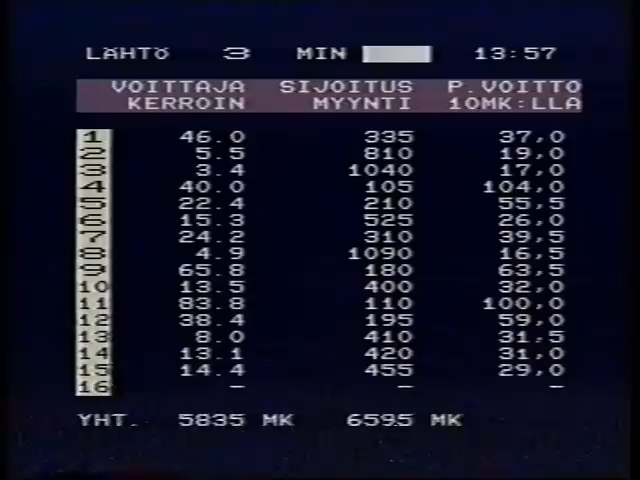 LÄHTÖ 3 MIN 13:57
VOITTAJA SIJOITUS P.VOITTO
KERROIN MYYNTI 10MK:LLA
1 46.0 335 37,0
2 5.5 810 19,0
3 3.4 1040 17,0
4 40.0 105 104,0
5 22.4 210 55,5
6 15.3 525 26,0
7 24.2 310 39,5
8 4.9 1090 16,5
9 65.8 180 63,5
10 13.5 400 32,0
11 83.8 110 100,0
12 38.4 195 59,0
13 8.0 410 31,5
14 13.1 420 31,0
15 14.4 455 29,0
16 – – –
YHT. 5835 MK 6595 MK